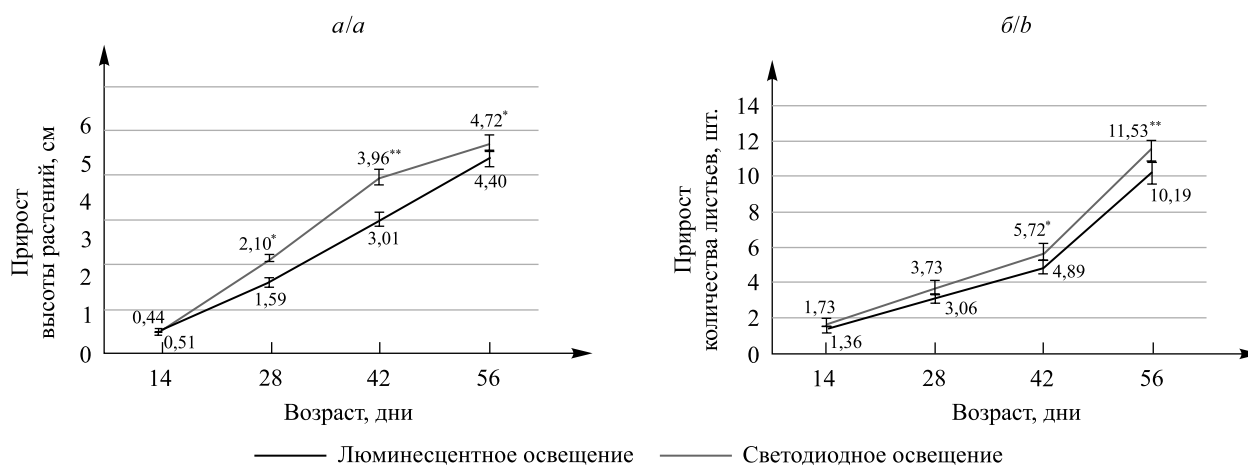 а/a
Прирост
высоты растений, см
6
5
4
3
2
1
0
0,44
0,51
2,10*
1,59
3,96**
3,01
4,72*
4,40
14 28 42 56
Возраст, дни
б/b
Прирост
количества листьев, шт.
14
12
10
8
6
4
2
0
1,73
1,36
3,73
3,06
5,72*
4,89
11,53**
10,19
14 28 42 56
Возраст, дни
Люминесцентное освещение
Светодиодное освещение